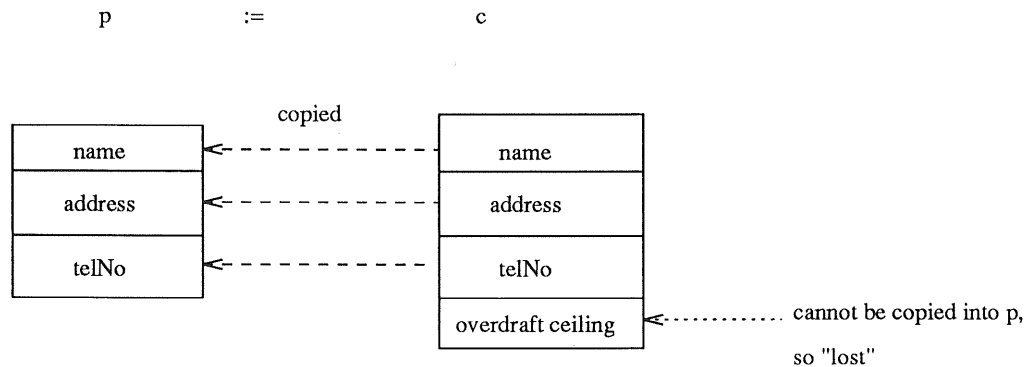 p := c
copied
name
address
telNo
name
address
telNo
overdraft ceiling
cannot be copied into p,
so "lost"